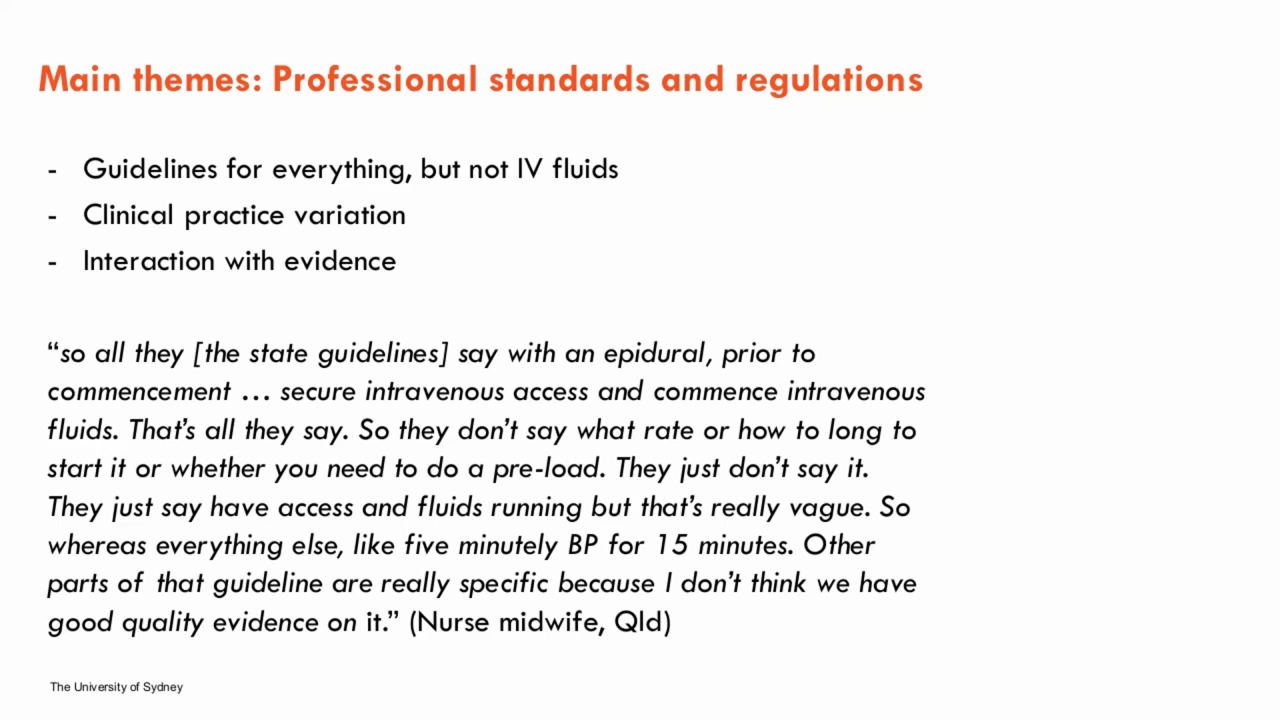 Main themes: Professional standards and regulations
- Guidelines for everything, but not IV fluids
- Clinical practice variation
- Interaction with evidence
“so all they [the state guidelines] say with an epidural, prior to
commencement … secure intravenous access and commence intravenous
fluids. That’s all they say. So they don’t say what rate or how to long to
start it or whether you need to do a pre-load. They just don’t say it.
They just say have access and fluids running but that’s really vague. So
whereas everything else, like five minutely BP for 15 minutes. Other
parts of that guideline are really specific because I don’t think we have
good quality evidence on it.” (Nurse midwife, Qld)
The University of Sydney